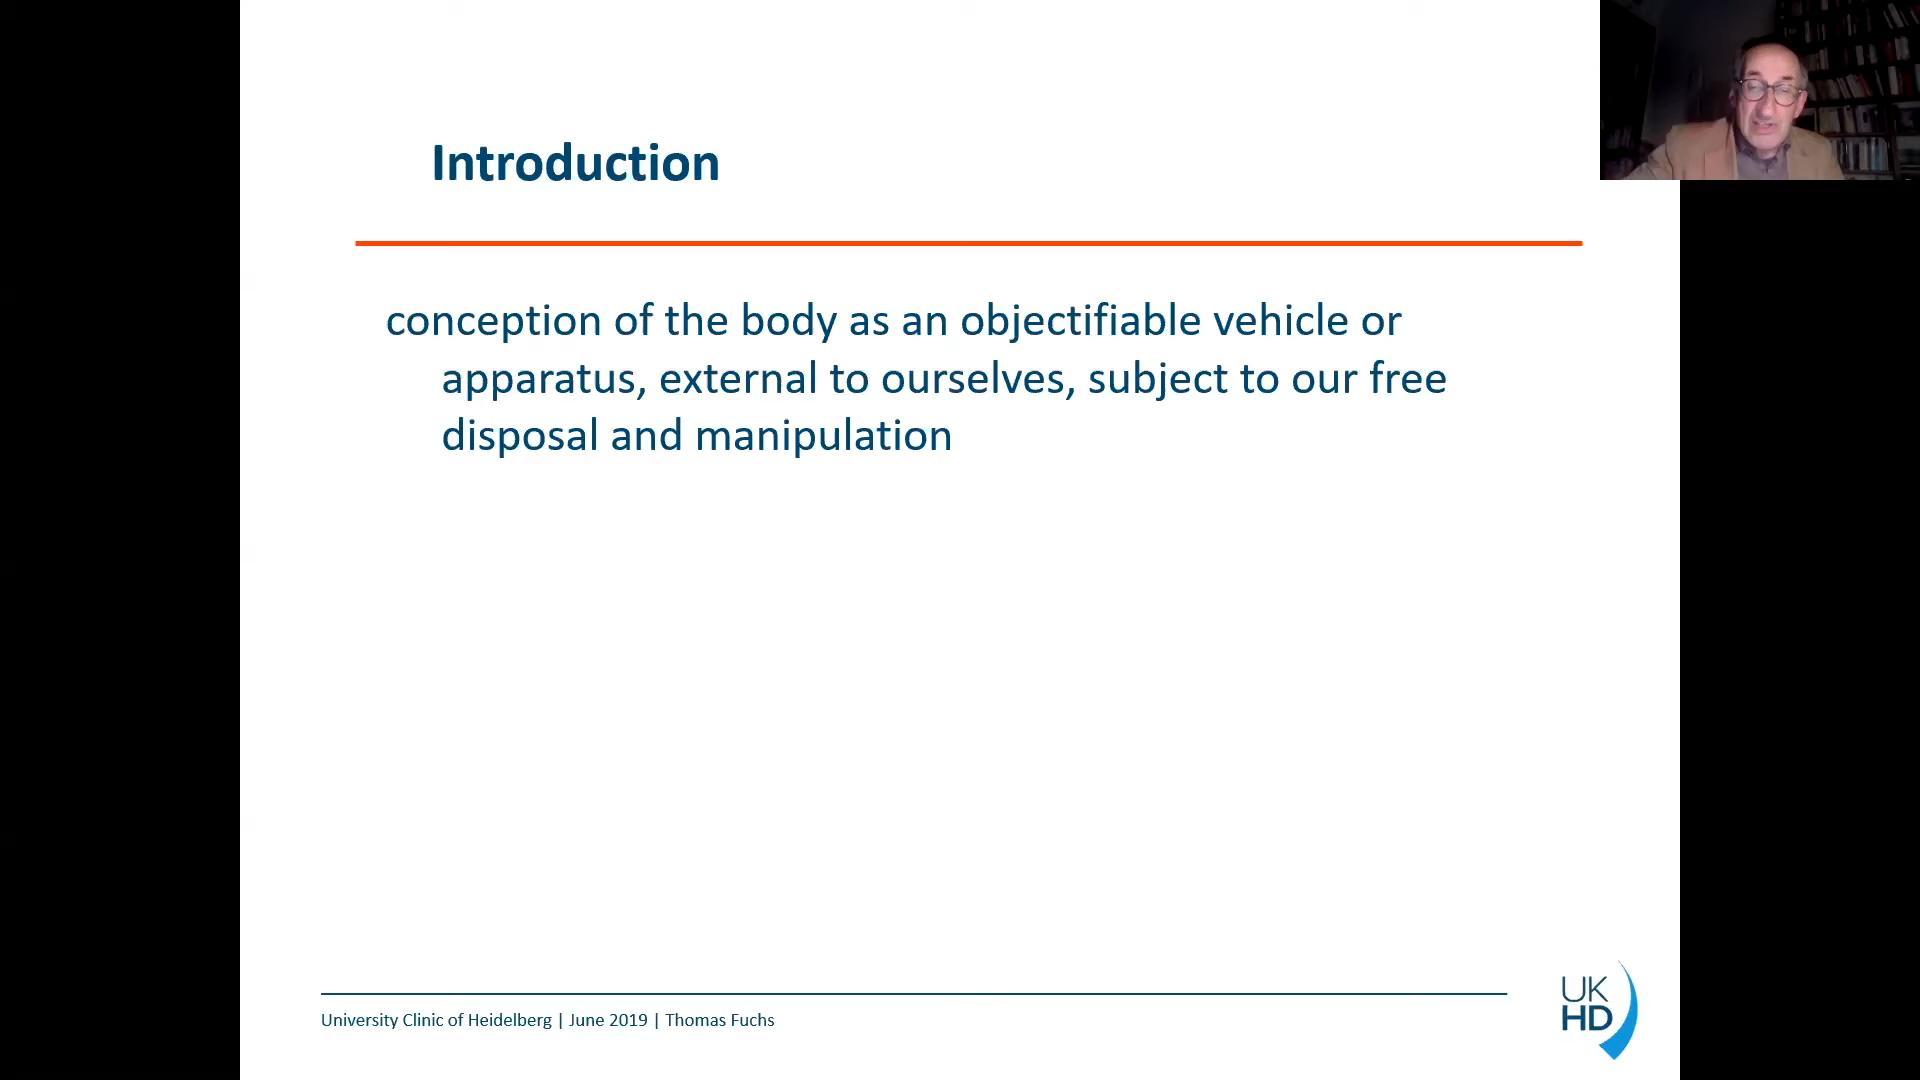 Introduction
conception of the body as an objectifiable vehicle or
apparatus, external to ourselves, subject to our free
disposal and manipulation
University Clinic of Heidelberg | June 2019 | Thomas Fuchs
UK
HD